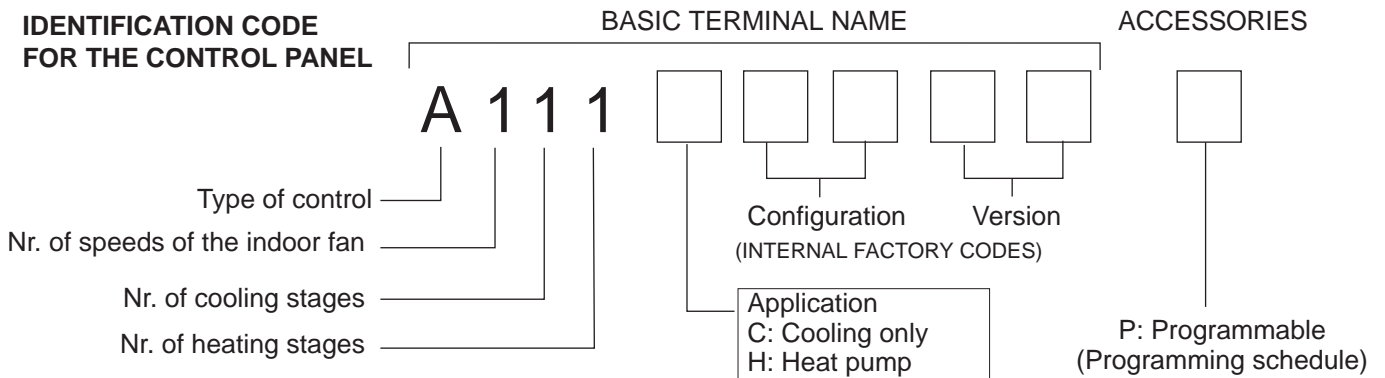 IDENTIFICATION CODE
FOR THE CONTROL PANEL
BASIC TERMINAL NAME
ACCESSORIES
A 1 1 1
Type of control
Nr. of speeds of the indoor fan
Nr. of cooling stages
Nr. of heating stages
Configuration
Version
(INTERNAL FACTORY CODES)
Application
C: Cooling only
H: Heat pump
P: Programmable
(Programming schedule)